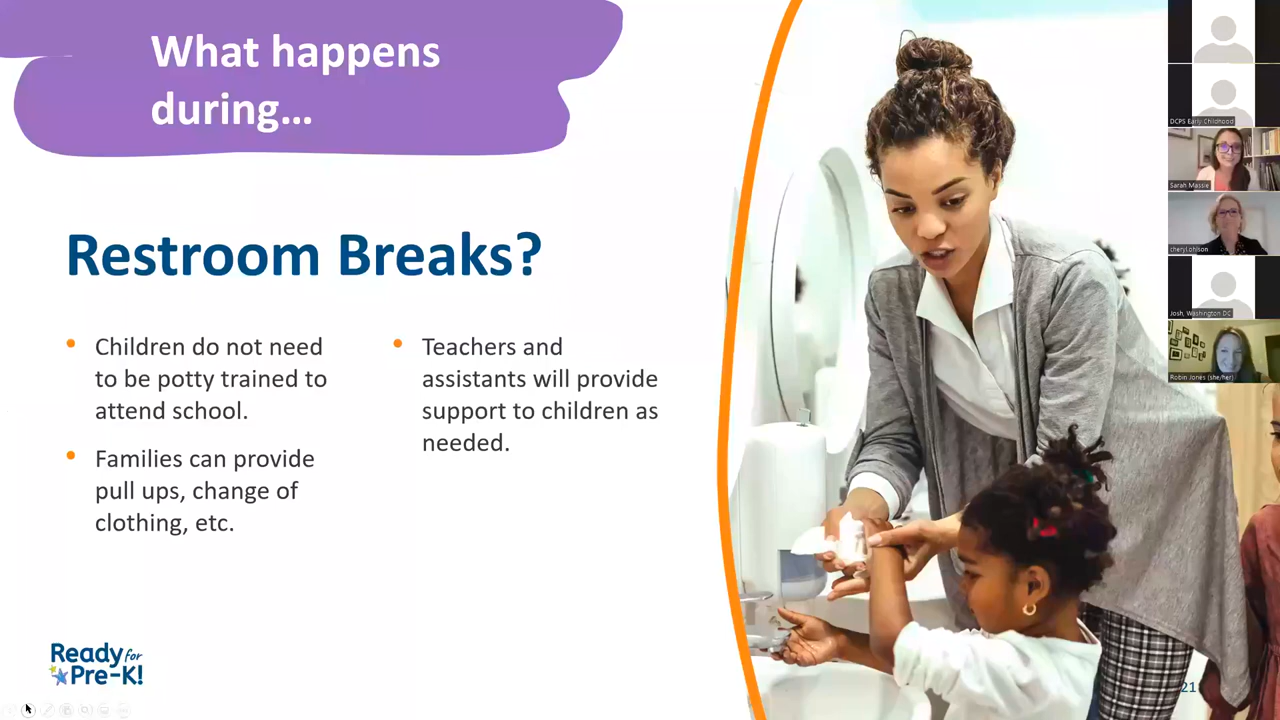 What happens
during...
Restroom Breaks?
Children do not need
to be potty trained to
attend school.
Families can provide
pull ups, change of
clothing, etc.
Teachers and
assistants will provide
support to children as
needed.
Ready for
Pre-K!
21
DCPS Early Childhood
Sarah Massie
cheryl.ohlson
Josh, Washington DC
Robin Jones (she/her)